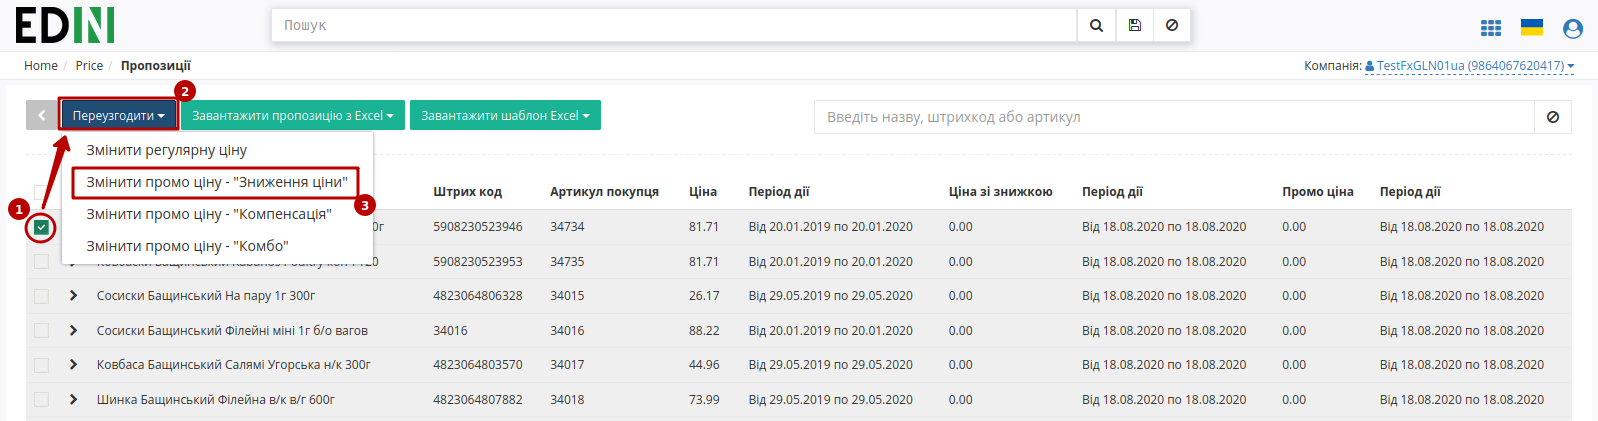 EDIN
Пошук
Home / Price / Пропозиції
Компанія: TestFxGLN01ua (9864067620417)
2
Переузгодити
Завантажити пропозицію з Excel
Завантажити шаблон Excel
Введіть назву, штрихкод або артикул
Змінити регулярну ціну
Змінити промо ціну - "Зниження ціни"
Змінити промо ціну - "Компенсація"
Змінити промо ціну - "Комбо"
3
1
Штрих код Артикул покупця Ціна Період дії Ціна зі знижкою Період дії Промо ціна Період дії
0г 5908230523946 34734 81.71 Від 20.01.2019 по 20.01.2020 0.00 Від 18.08.2020 по 18.08.2020 0.00 Від 18.08.2020 по 18.08.2020
5908230523953 34735 81.71 Від 20.01.2019 по 20.01.2020 0.00 Від 18.08.2020 по 18.08.2020 0.00 Від 18.08.2020 по 18.08.2020
Сосиски Бащинський На пару 1г 300г 4823064806328 34015 26.17 Від 29.05.2019 по 29.05.2020 0.00 Від 18.08.2020 по 18.08.2020 0.00 Від 18.08.2020 по 18.08.2020
Сосиски Бащинський Філейні міні 1г б/о вагов 34016 34016 88.22 Від 20.01.2019 по 20.01.2020 0.00 Від 18.08.2020 по 18.08.2020 0.00 Від 18.08.2020 по 18.08.2020
Ковбаса Бащинський Салямі Угорська н/к 300г 4823064803570 34017 44.96 Від 29.05.2019 по 29.05.2020 0.00 Від 18.08.2020 по 18.08.2020 0.00 Від 18.08.2020 по 18.08.2020
Шинка Бащинський Філейна в/к в/г 600г 4823064807882 34018 73.99 Від 29.05.2019 по 29.05.2020 0.00 Від 18.08.2020 по 18.08.2020 0.00 Від 18.08.2020 по 18.08.2020